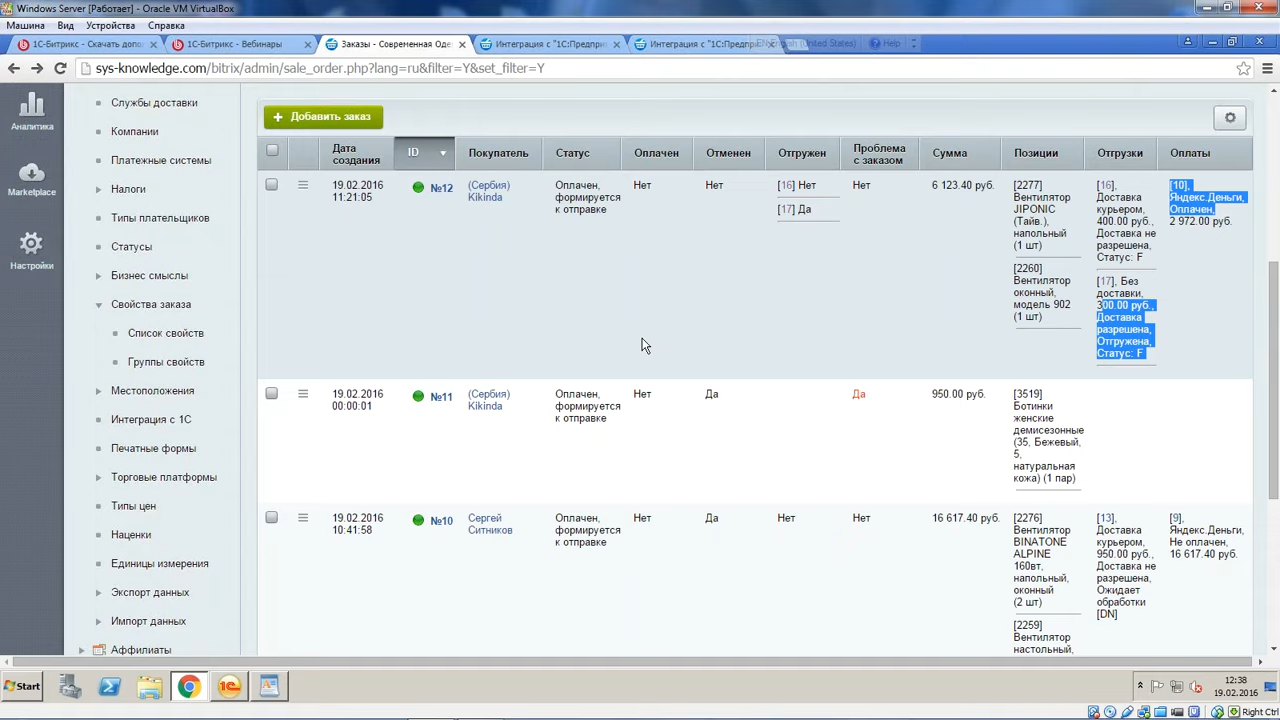 Windows Server [Работает] - Oracle VM VirtualBox
Машина Вид Устройства Справка
1С-Битрикс - Скачать допо
1С-Битрикс - Вебинары
Заказы - Современная Оде
Интеграция с "1С:Предпри
Интеграция с "1С:Предпр
EN English (United States)
Help
sys-knowledge.com/bitrix/admin/sale_order.php?lang=ru&filter=Y&set_filter=Y
Аналитика
Marketplace
Настройки
Службы доставки
Компании
Платежные системы
Налоги
Типы плательщиков
Статусы
Бизнес смыслы
Свойства заказа
Список свойств
Группы свойств
Местоположения
Интеграция с 1С
Печатные формы
Торговые платформы
Типы цен
Наценки
Единицы измерения
Экспорт данных
Импорт данных
Аффилиаты
+ Добавить заказ
Дата
создания
ID
Покупатель
Статус
Оплачен
Отменен
Отгружен
Проблема
с заказом
Сумма
Позиции
Отгрузки
Оплаты
19.02.2016
11:21:05
№12
(Сербия)
Kikinda
Оплачен,
формируется
к отправке
Нет
Нет
[16] Нет
[17] Да
Нет
6 123.40 руб.
[2277]
Вентилятор
JIPONIC
(Тайв.),
напольный
(1 шт)
[2260]
Вентилятор
оконный,
модель 902
(1 шт)
[16],
Доставка
курьером,
400.00 руб.,
Доставка не
разрешена,
Статус: F
[17], Без
доставки,
300.00 руб.,
Доставка
разрешена,
Отгружена,
Статус: F
[10],
Яндекс.Деньги,
Оплачен,
2 972.00 руб.
19.02.2016
00:00:01
№11
(Сербия)
Kikinda
Оплачен,
формируется
к отправке
Нет
Да
Да
950.00 руб.
[3519]
Ботинки
женские
демисезонные
(35, Бежевый,
5,
натуральная
кожа) (1 пар)
19.02.2016
10:41:58
№10
Сергей
Ситников
Оплачен,
формируется
к отправке
Нет
Да
Нет
Нет
16 617.40 руб.
[2276]
Вентилятор
BINATONE
ALPINE
160вт,
напольный,
оконный
(2 шт)
[2259]
Вентилятор
настольный,
[13],
Доставка
курьером,
950.00 руб.,
Доставка не
разрешена,
Ожидает
обработки
[DN]
[9],
Яндекс.Деньги,
Не оплачен,
16 617.40 руб.
Start
12:38
19.02.2016
Right Ctrl